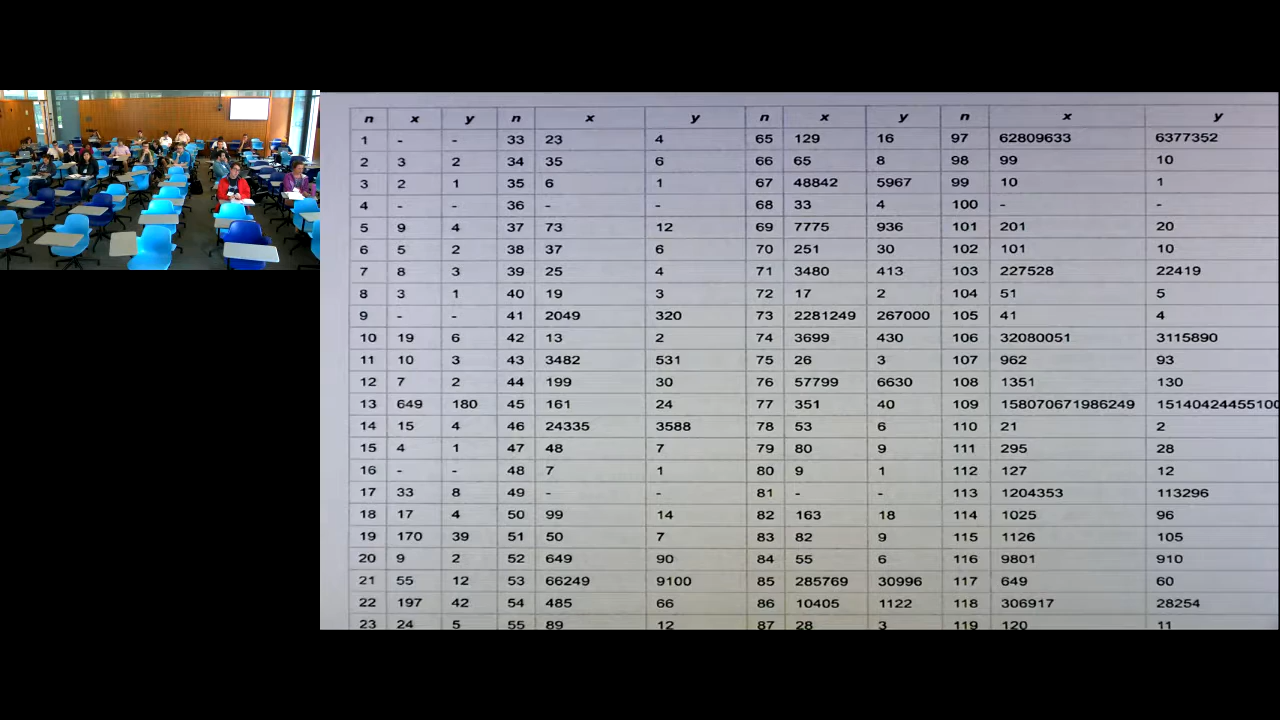 n x y n x y n x y n x y
1 - - 33 23 4 65 129 16 97 62809633 6377352
2 3 2 34 35 6 66 65 8 98 99 10
3 2 1 35 6 1 67 48842 5967 99 10 1
4 - - 36 - - 68 33 4 100 - -
5 9 4 37 73 12 69 7775 936 101 201 20
6 5 2 38 37 6 70 251 30 102 101 10
7 8 3 39 25 4 71 3480 413 103 227528 22419
8 3 1 40 19 3 72 17 2 104 51 5
9 - - 41 2049 320 73 2281249 267000 105 41 4
10 19 6 42 13 2 74 3699 430 106 32080051 3115890
11 10 3 43 3482 531 75 26 3 107 962 93
12 7 2 44 199 30 76 57799 6630 108 1351 130
13 649 180 45 161 24 77 351 40 109 158070671986249 15140424455100
14 15 4 46 24335 3588 78 53 6 110 21 2
15 4 1 47 48 7 79 80 9 111 295 28
16 - - 48 7 1 80 9 1 112 127 12
17 33 8 49 - - 81 - - 113 1204353 113296
18 17 4 50 99 14 82 163 18 114 1025 96
19 170 39 51 50 7 83 82 9 115 1126 105
20 9 2 52 649 90 84 55 6 116 9801 910
21 55 12 53 66249 9100 85 285769 30996 117 649 60
22 197 42 54 485 66 86 10405 1122 118 306917 28254
23 24 5 55 89 12 87 28 3 119 120 11